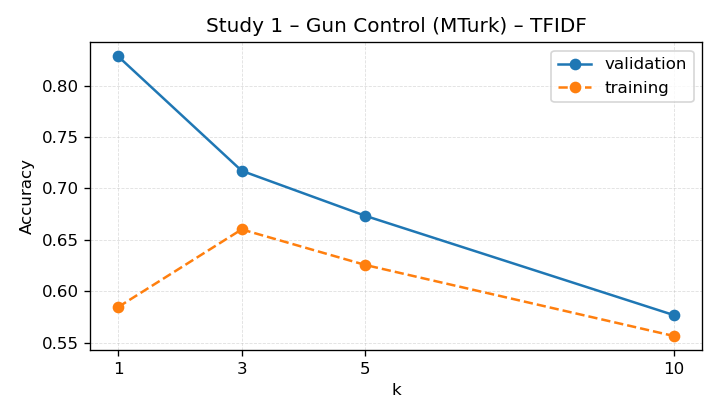 Study 1 – Gun Control (MTurk) – TFIDF
validation
training
Accuracy
0.80
0.75
0.70
0.65
0.60
0.55
1
3
5
10
k